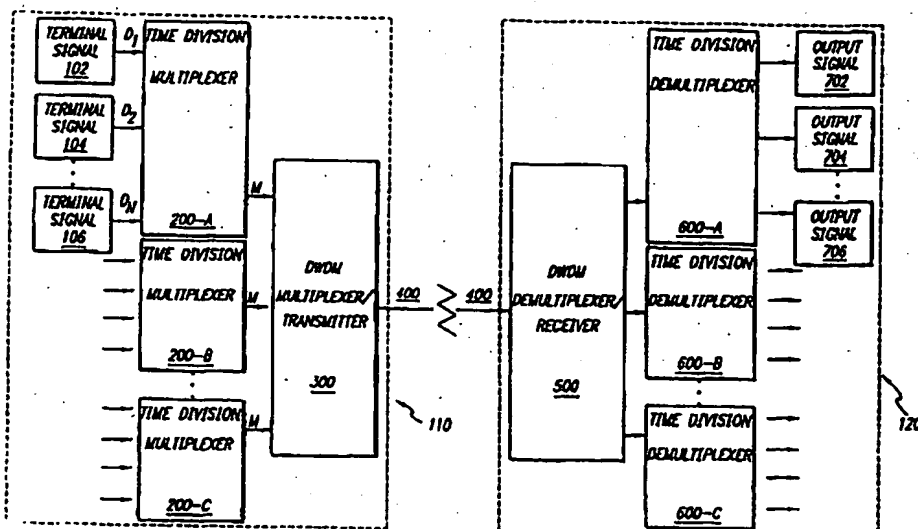 TERMINAL
SIGNAL
102
D1
TIME DIVISION
MULTIPLEXER
200-A
TERMINAL
SIGNAL
104
D2
TERMINAL
SIGNAL
106
DN
M
TIME DIVISION
MULTIPLEXER
200-B
M
TIME DIVISION
MULTIPLEXER
200-C
M
DWDM
MULTIPLEXER/
TRANSMITTER
300
400
110
400
DWDM
DEMULTIPLEXER/
RECEIVER
500
TIME DIVISION
DEMULTIPLEXER
600-A
OUTPUT
SIGNAL
702
OUTPUT
SIGNAL
704
OUTPUT
SIGNAL
706
TIME DIVISION
DEMULTIPLEXER
600-B
TIME DIVISION
DEMULTIPLEXER
600-C
120